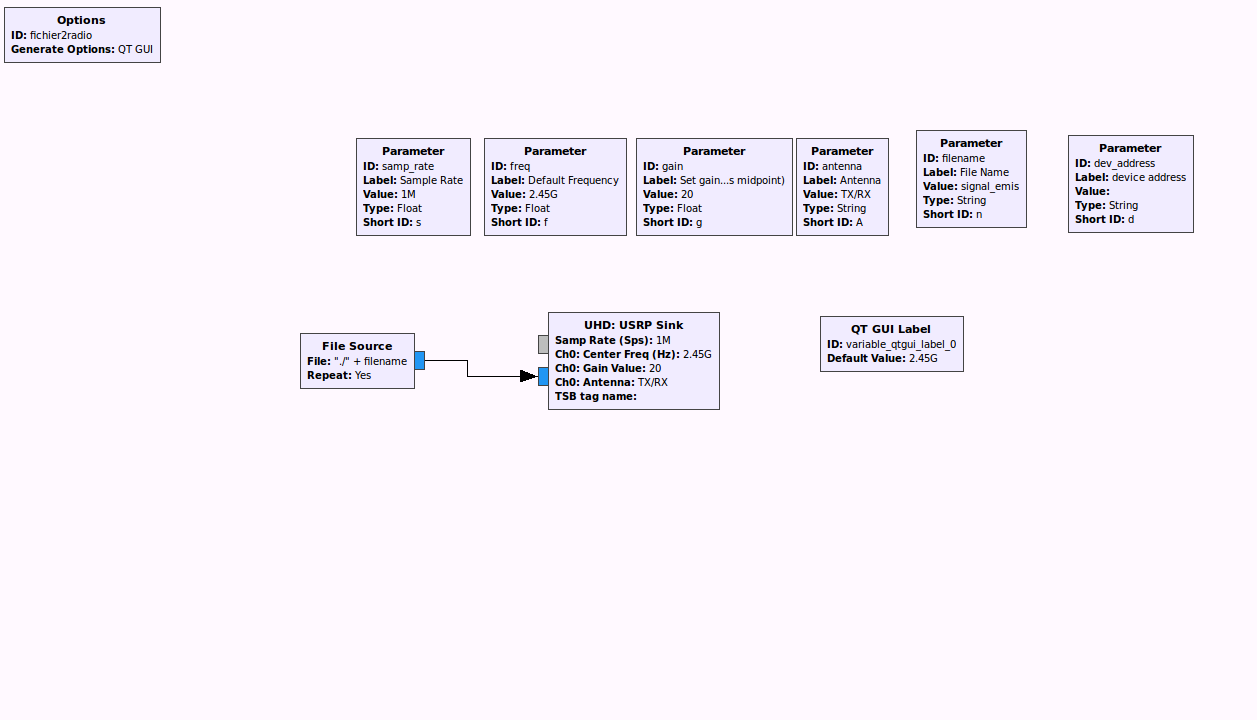 Options
ID: fichier2radio
Generate Options: QT GUI
Parameter
ID: samp_rate
Label: Sample Rate
Value: 1M
Type: Float
Short ID: s
Parameter
ID: freq
Label: Default Frequency
Value: 2.45G
Type: Float
Short ID: f
Parameter
ID: gain
Label: Set gain...s midpoint)
Value: 20
Type: Float
Short ID: g
Parameter
ID: antenna
Label: Antenna
Value: TX/RX
Type: String
Short ID: A
Parameter
ID: filename
Label: File Name
Value: signal_emis
Type: String
Short ID: n
Parameter
ID: dev_address
Label: device address
Value:
Type: String
Short ID: d
File Source
File: "./" + filename
Repeat: Yes
UHD: USRP Sink
Samp Rate (Sps): 1M
Ch0: Center Freq (Hz): 2.45G
Ch0: Gain Value: 20
Ch0: Antenna: TX/RX
TSB tag name:
QT GUI Label
ID: variable_qtgui_label_0
Default Value: 2.45G